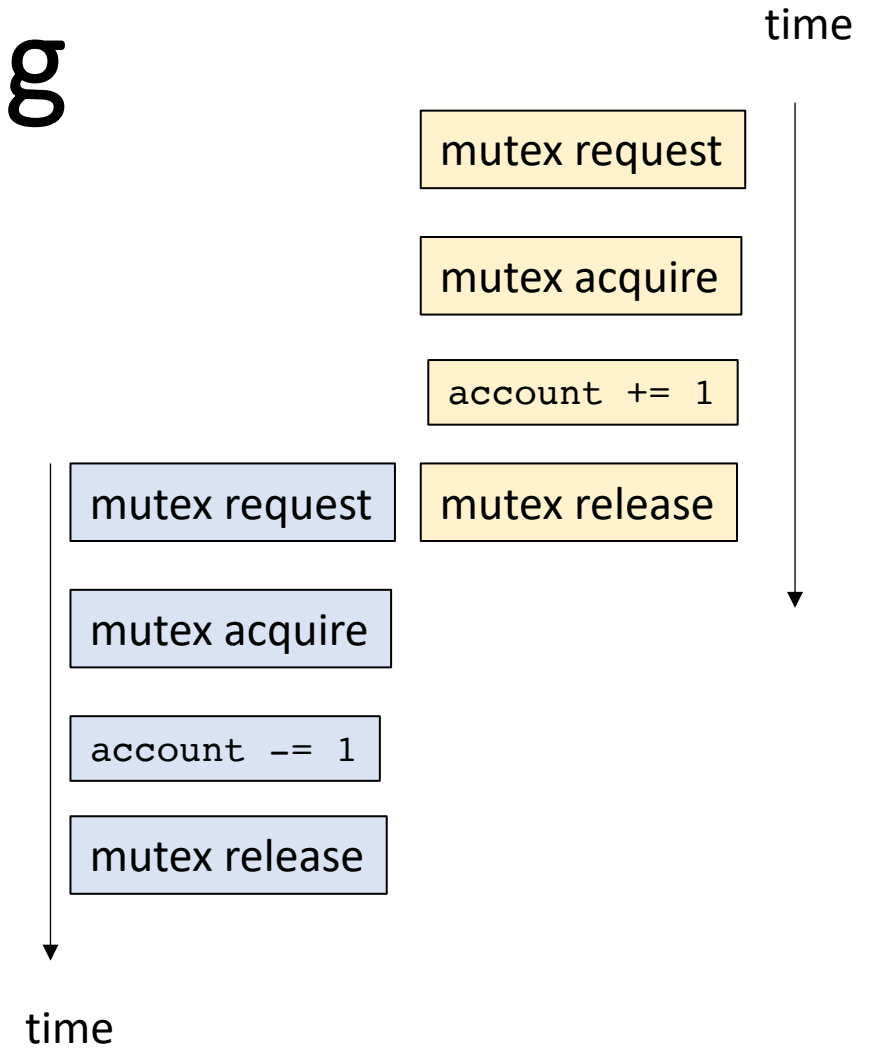 g
time
mutex request
mutex acquire
account += 1
mutex request
mutex release
mutex acquire
account -= 1
mutex release
time